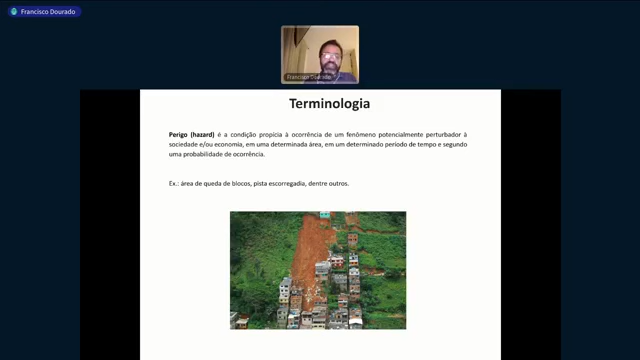 Francisco Dourado
Francisco Dourado
Terminologia
Perigo (hazard) é a condição propícia à ocorrência de um fenômeno potencialmente perturbador à
sociedade e/ou economia, em uma determinada área, em um determinado período de tempo e segundo
uma probabilidade de ocorrência.
Ex.: área de queda de blocos, pista escorregadia, dentre outros.